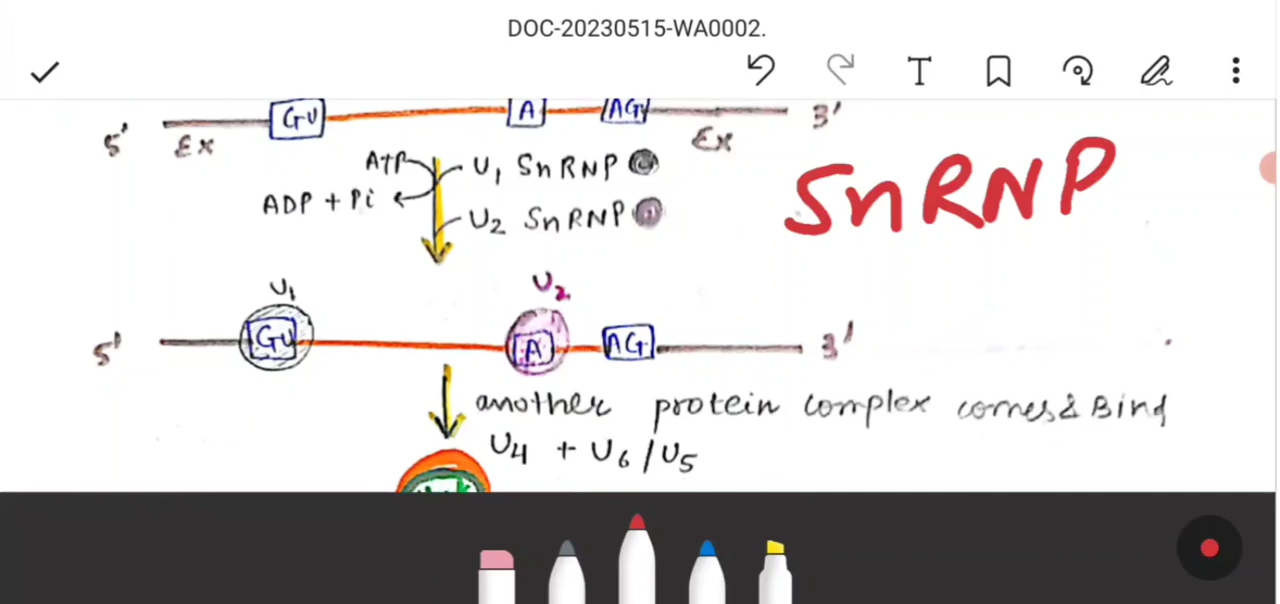 DOC-20230515-WA0002.
T
5' Ex GU A AG Ex 3'
ATP U1 SnRNP
ADP + Pi U2 SnRNP
SnRNP
U1 U2
5' GU A AG 3'
another protein complex comes & Bind
U4 + U6 / U5